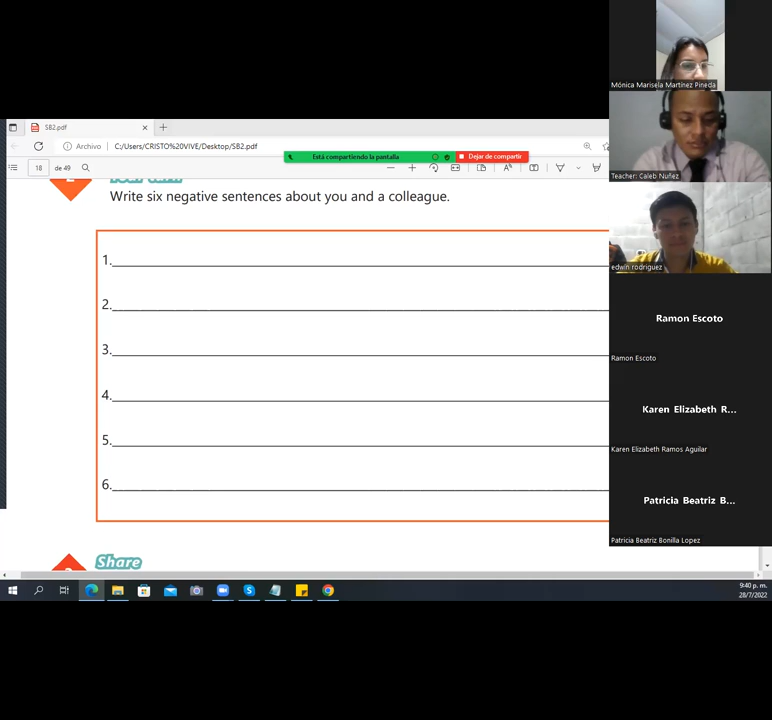 SB2.pdf
Archivo
C:/Users/CRISTO%20VIVE/Desktop/SB2.pdf
Está compartiendo la pantalla
Dejar de compartir
18
de 49
Write six negative sentences about you and a colleague.
1.
2.
3.
4.
5.
6.
Share
Mónica Marisela Martínez Pineda
Teacher: Caleb Nuñez
edwin rodriguez
Ramon Escoto
Ramon Escoto
Karen Elizabeth R...
Karen Elizabeth Ramos Aguilar
Patricia Beatriz B...
Patricia Beatriz Bonilla Lopez
9:40 p. m.
28/7/2022